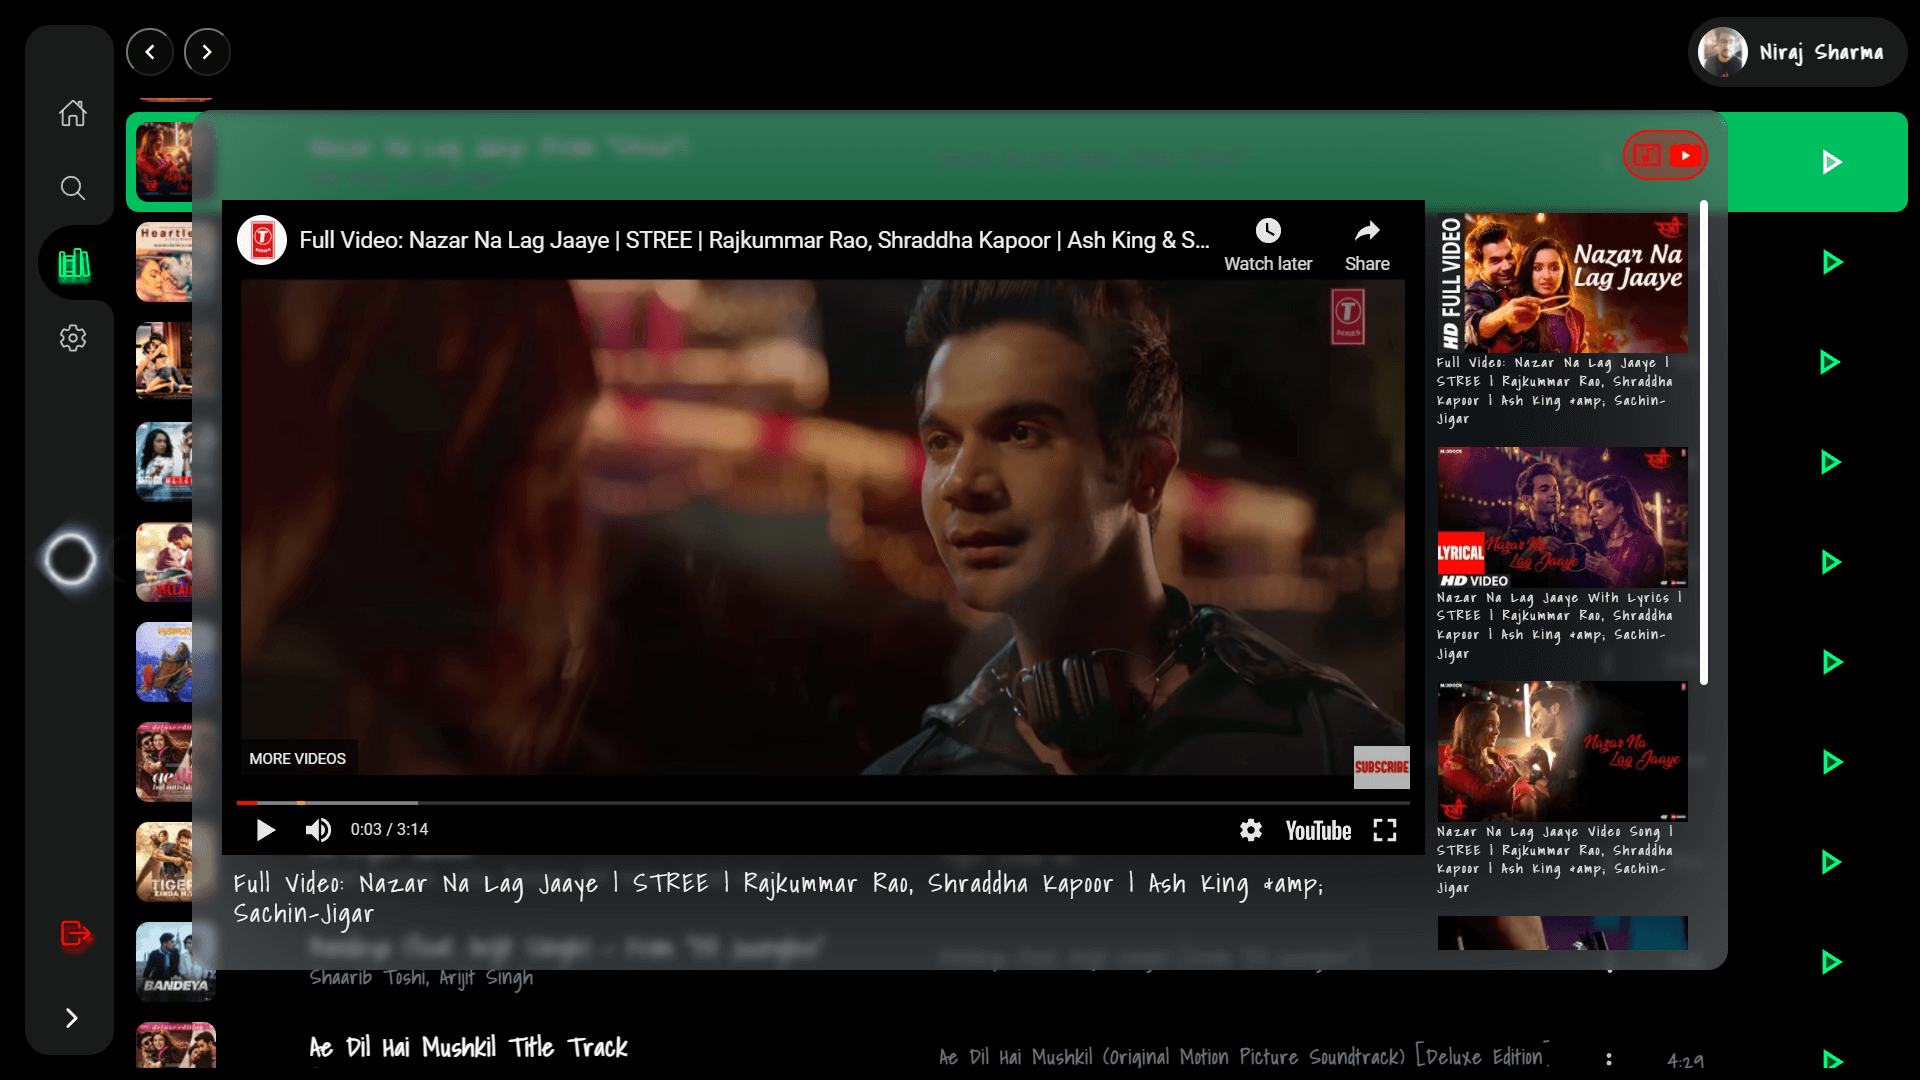 Niraj Sharma
Full Video: Nazar Na Lag Jaaye | STREE | Rajkummar Rao, Shraddha Kapoor | Ash King & S...
Watch later
Share
T
SERIES
MORE VIDEOS
SUBSCRIBE
0:03 / 3:14
YouTube
Full Video: Nazar Na Lag Jaaye | STREE | Rajkummar Rao, Shraddha Kapoor | Ash King &amp;
Sachin-Jigar
HD FULL VIDEO
स्त्री
Nazar Na
Lag Jaaye
Full Video: Nazar Na Lag Jaaye |
STREE | Rajkummar Rao, Shraddha
Kapoor | Ash King &amp; Sachin-
Jigar
MADDOCK
स्त्री
LYRICAL
Nazar Na
Lag Jaaye
HD VIDEO
Nazar Na Lag Jaaye With Lyrics |
STREE | Rajkummar Rao, Shraddha
Kapoor | Ash King &amp; Sachin-
Jigar
MADDOCK
Nazar Na
Lag Jaaye
स्त्री
Nazar Na Lag Jaaye Video Song |
STREE | Rajkummar Rao, Shraddha
Kapoor | Ash King &amp; Sachin-
Jigar
TIGER
BANDEYA
Shaarib Toshi, Arijit Singh
Ae Dil Hai Mushkil Title Track
Ae Dil Hai Mushkil (Original Motion Picture Soundtrack) [Deluxe Edition]
4:29